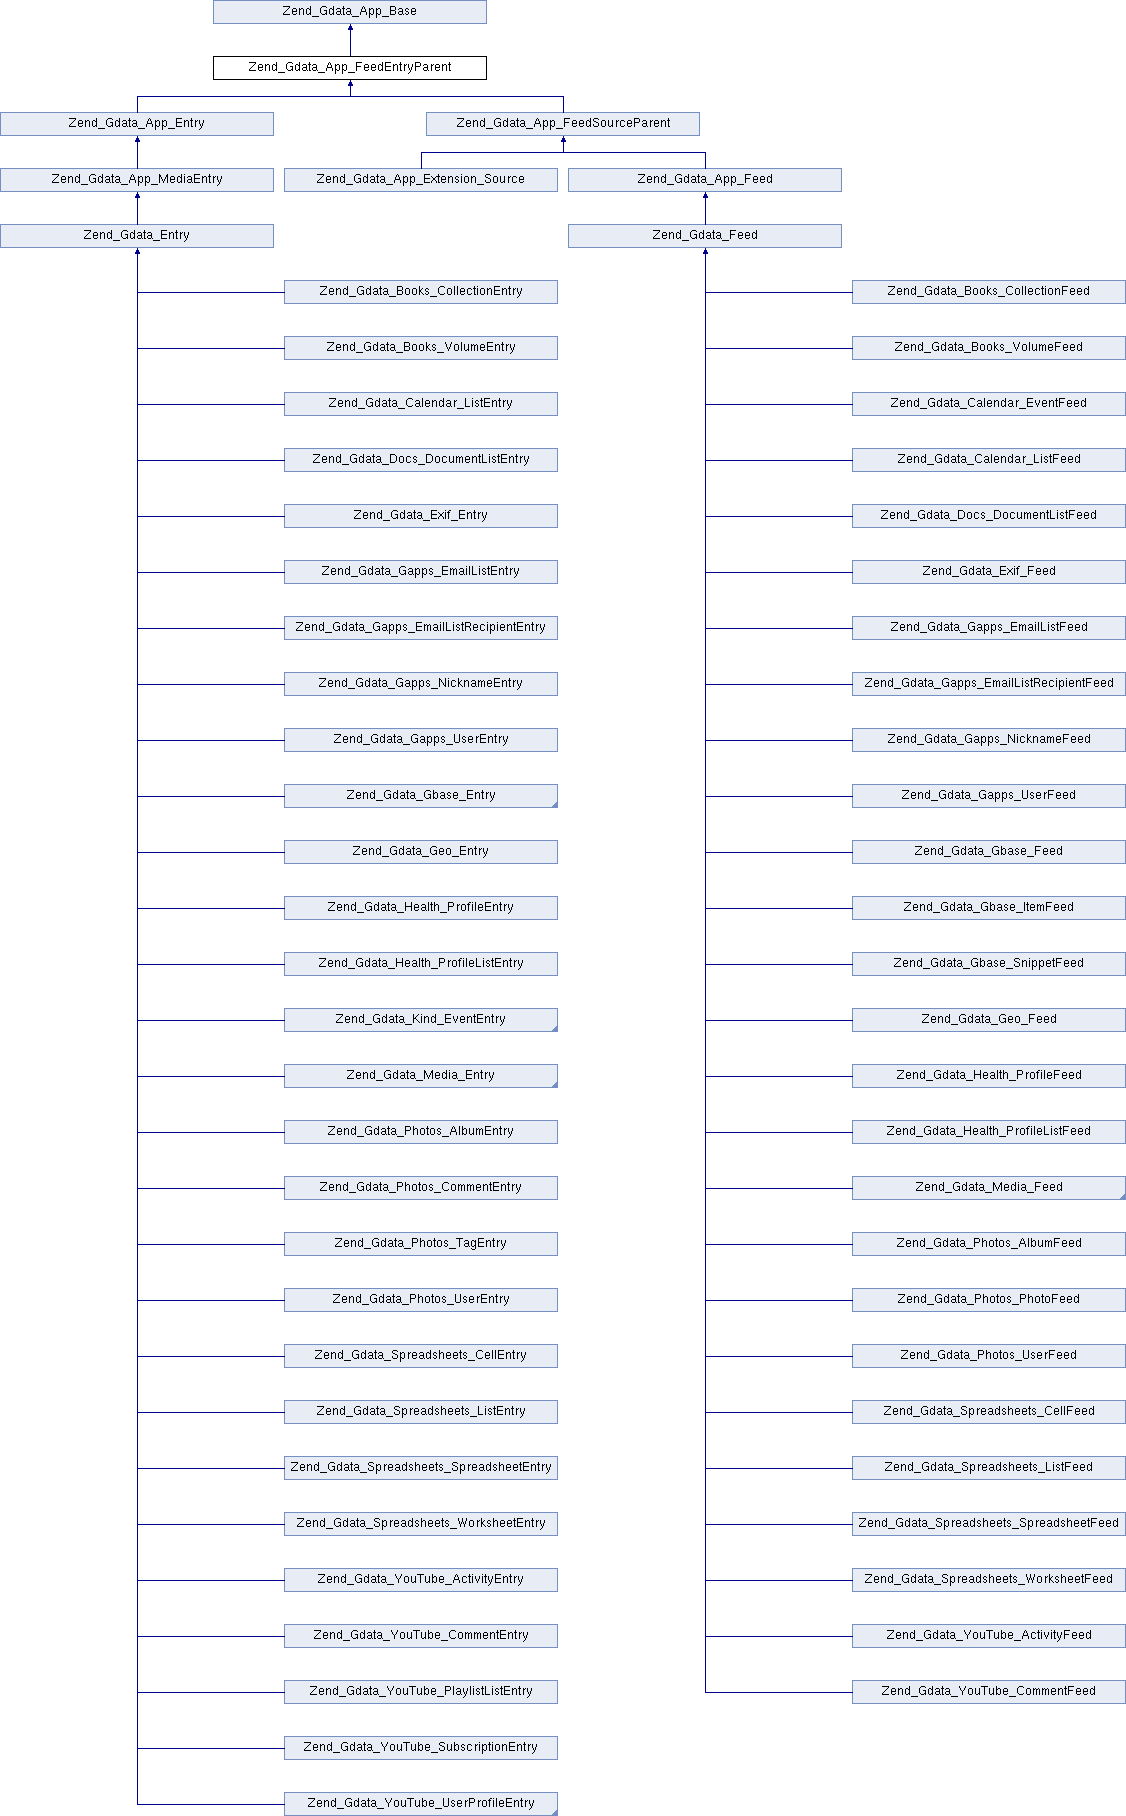 Zend_Gdata_App_Base
Zend_Gdata_App_FeedEntryParent
Zend_Gdata_App_Entry
Zend_Gdata_App_FeedSourceParent
Zend_Gdata_App_MediaEntry
Zend_Gdata_App_Extension_Source
Zend_Gdata_App_Feed
Zend_Gdata_Entry
Zend_Gdata_Feed
Zend_Gdata_Books_CollectionEntry
Zend_Gdata_Books_CollectionFeed
Zend_Gdata_Books_VolumeEntry
Zend_Gdata_Books_VolumeFeed
Zend_Gdata_Calendar_ListEntry
Zend_Gdata_Calendar_EventFeed
Zend_Gdata_Docs_DocumentListEntry
Zend_Gdata_Calendar_ListFeed
Zend_Gdata_Exif_Entry
Zend_Gdata_Docs_DocumentListFeed
Zend_Gdata_Gapps_EmailListEntry
Zend_Gdata_Exif_Feed
Zend_Gdata_Gapps_EmailListRecipientEntry
Zend_Gdata_Gapps_EmailListFeed
Zend_Gdata_Gapps_NicknameEntry
Zend_Gdata_Gapps_EmailListRecipientFeed
Zend_Gdata_Gapps_UserEntry
Zend_Gdata_Gapps_NicknameFeed
Zend_Gdata_Gbase_Entry
Zend_Gdata_Gapps_UserFeed
Zend_Gdata_Geo_Entry
Zend_Gdata_Gbase_Feed
Zend_Gdata_Health_ProfileEntry
Zend_Gdata_Gbase_ItemFeed
Zend_Gdata_Health_ProfileListEntry
Zend_Gdata_Gbase_SnippetFeed
Zend_Gdata_Kind_EventEntry
Zend_Gdata_Geo_Feed
Zend_Gdata_Media_Entry
Zend_Gdata_Health_ProfileFeed
Zend_Gdata_Photos_AlbumEntry
Zend_Gdata_Health_ProfileListFeed
Zend_Gdata_Photos_CommentEntry
Zend_Gdata_Media_Feed
Zend_Gdata_Photos_TagEntry
Zend_Gdata_Photos_AlbumFeed
Zend_Gdata_Photos_UserEntry
Zend_Gdata_Photos_PhotoFeed
Zend_Gdata_Spreadsheets_CellEntry
Zend_Gdata_Photos_UserFeed
Zend_Gdata_Spreadsheets_ListEntry
Zend_Gdata_Spreadsheets_CellFeed
Zend_Gdata_Spreadsheets_SpreadsheetEntry
Zend_Gdata_Spreadsheets_ListFeed
Zend_Gdata_Spreadsheets_WorksheetEntry
Zend_Gdata_Spreadsheets_SpreadsheetFeed
Zend_Gdata_YouTube_ActivityEntry
Zend_Gdata_Spreadsheets_WorksheetFeed
Zend_Gdata_YouTube_CommentEntry
Zend_Gdata_YouTube_ActivityFeed
Zend_Gdata_YouTube_PlaylistListEntry
Zend_Gdata_YouTube_CommentFeed
Zend_Gdata_YouTube_SubscriptionEntry
Zend_Gdata_YouTube_UserProfileEntry